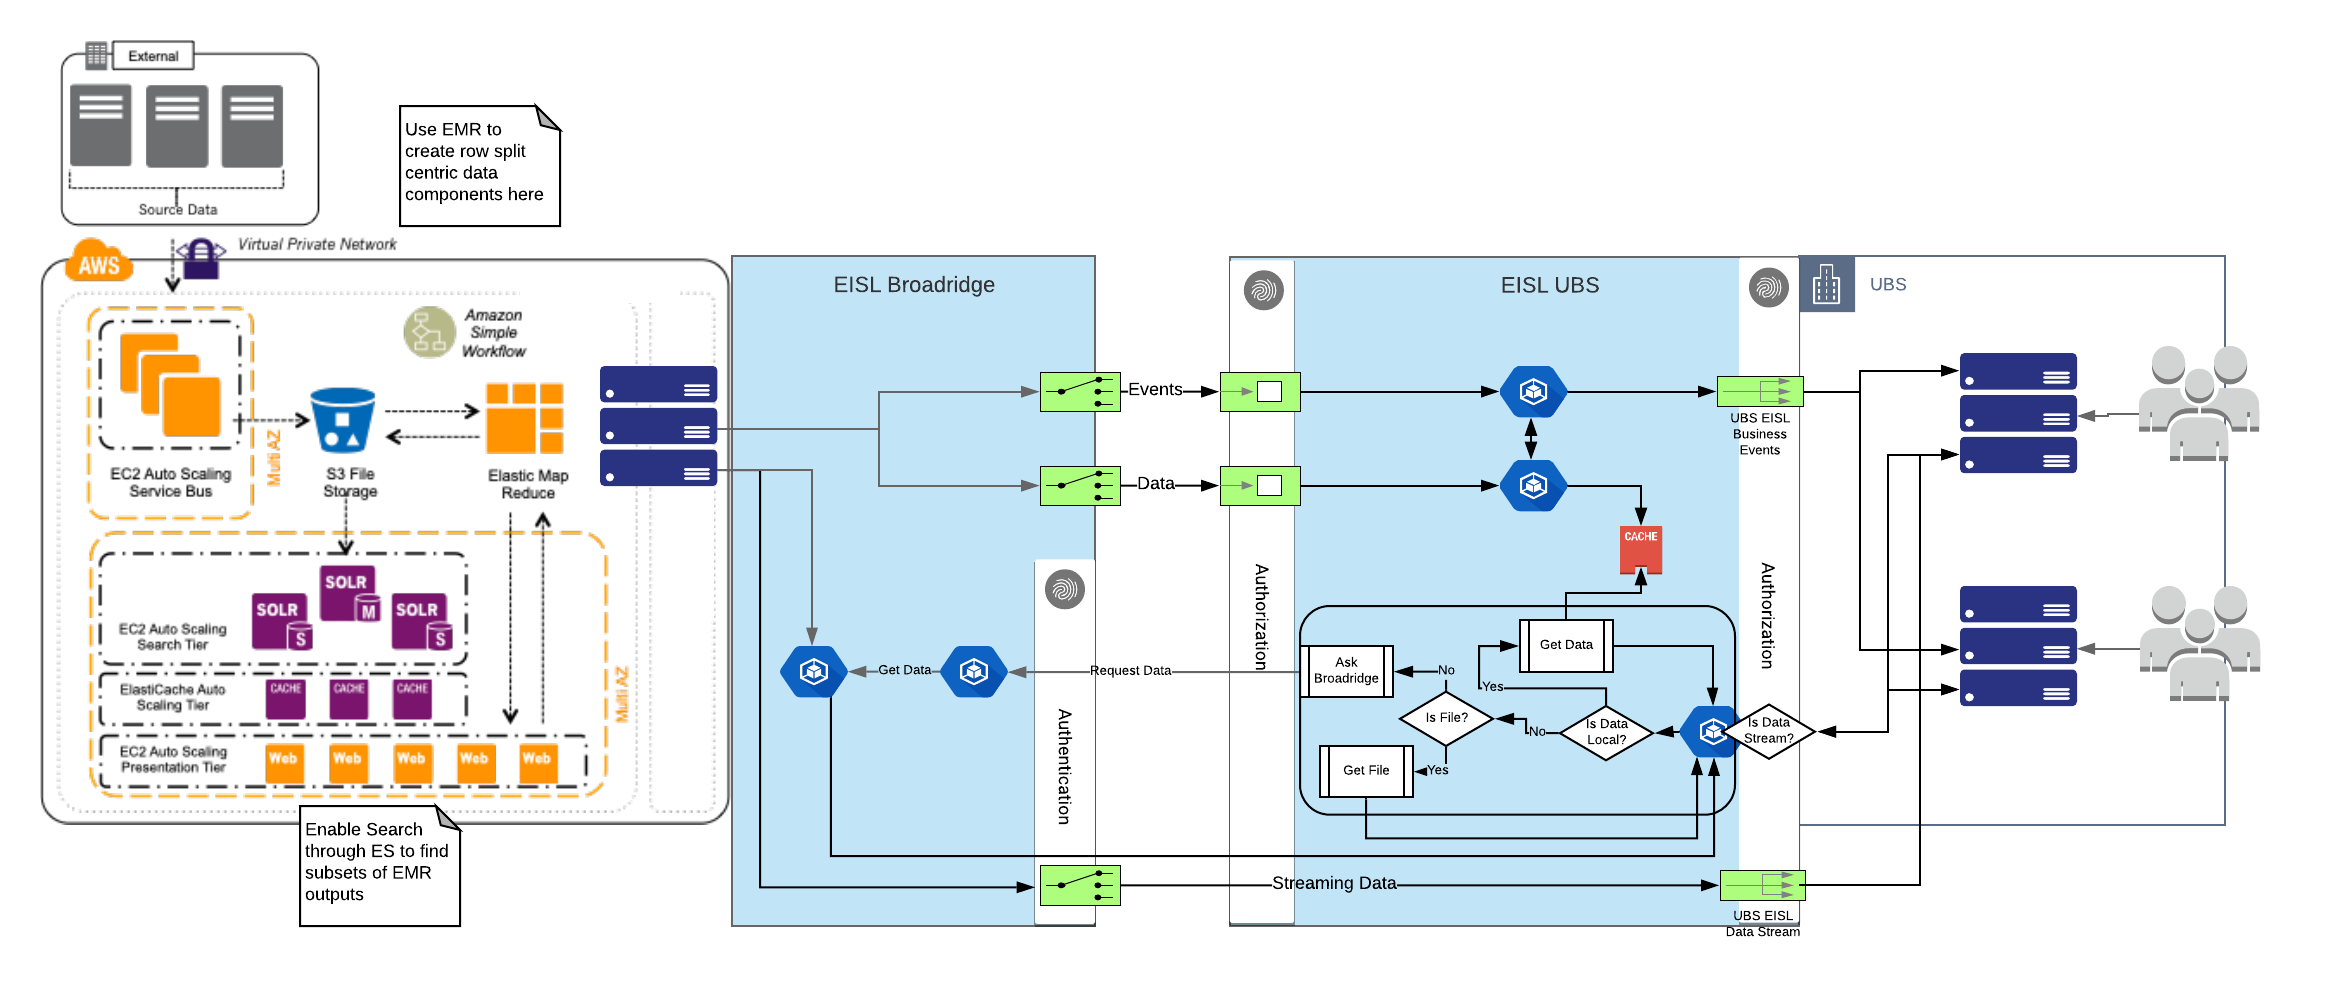 External
Source Data
Use EMR to
create row split
centric data
components here
AWS
Virtual Private Network
Amazon
Simple
Workflow
EC2 Auto Scaling
Service Bus
Multi AZ
S3 File
Storage
Elastic Map
Reduce
SOLR
M
SOLR
S
SOLR
S
EC2 Auto Scaling
Search Tier
ElastiCache Auto
Scaling Tier
CACHE
CACHE
CACHE
EC2 Auto Scaling
Presentation Tier
Web
Web
Web
Web
Web
Multi AZ
Enable Search
through ES to find
subsets of EMR
outputs
EISL Broadridge
Events
Data
Get Data
Request Data
Authentication
Streaming Data
EISL UBS
Authorization
CACHE
Get Data
Ask
Broadridge
No
Yes
Is File?
No
Is Data
Local?
Get File
Yes
Is Data
Stream?
Authorization
UBS EISL
Business
Events
UBS EISL
Data Stream
UBS